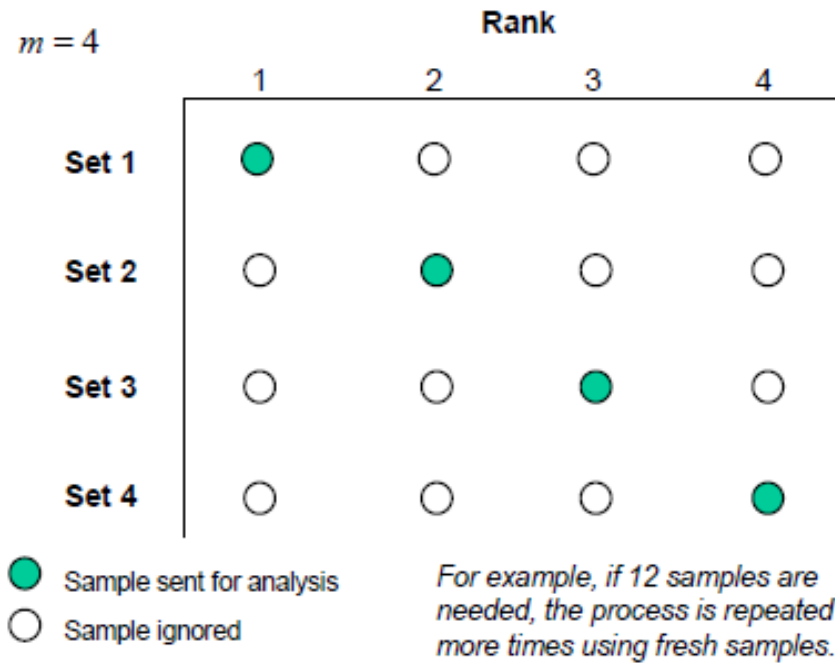 Rank
m = 4
1 2 3 4
Set 1
Set 2
Set 3
Set 4
Sample sent for analysis
Sample ignored
For example, if 12 samples are
needed, the process is repeated
more times using fresh samples.